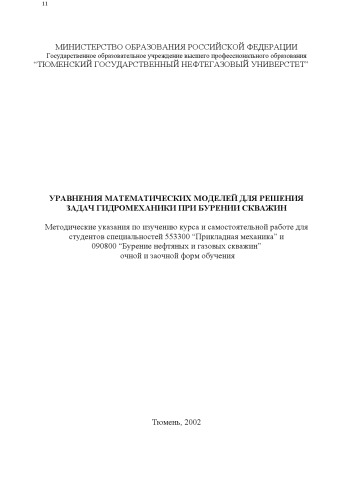 11
МИНИСТЕРСТВО ОБРАЗОВАНИЯ РОССИЙСКОЙ ФЕДЕРАЦИИ
Государственное образовательное учреждение высшего профессионального образования
“ТЮМЕНСКИЙ ГОСУДАРСТВЕННЫЙ НЕФТЕГАЗОВЫЙ УНИВЕРСТЕТ”
УРАВНЕНИЯ МАТЕМАТИЧЕСКИХ МОДЕЛЕЙ ДЛЯ РЕШЕНИЯ
ЗАДАЧ ГИДРОМЕХАНИКИ ПРИ БУРЕНИИ СКВАЖИН
Методические указания по изучению курса и самостоятельной работе для
студентов специальностей 553300 “Прикладная механика” и
090800 “Бурение нефтяных и газовых скважин”
очной и заочной форм обучения
Тюмень, 2002